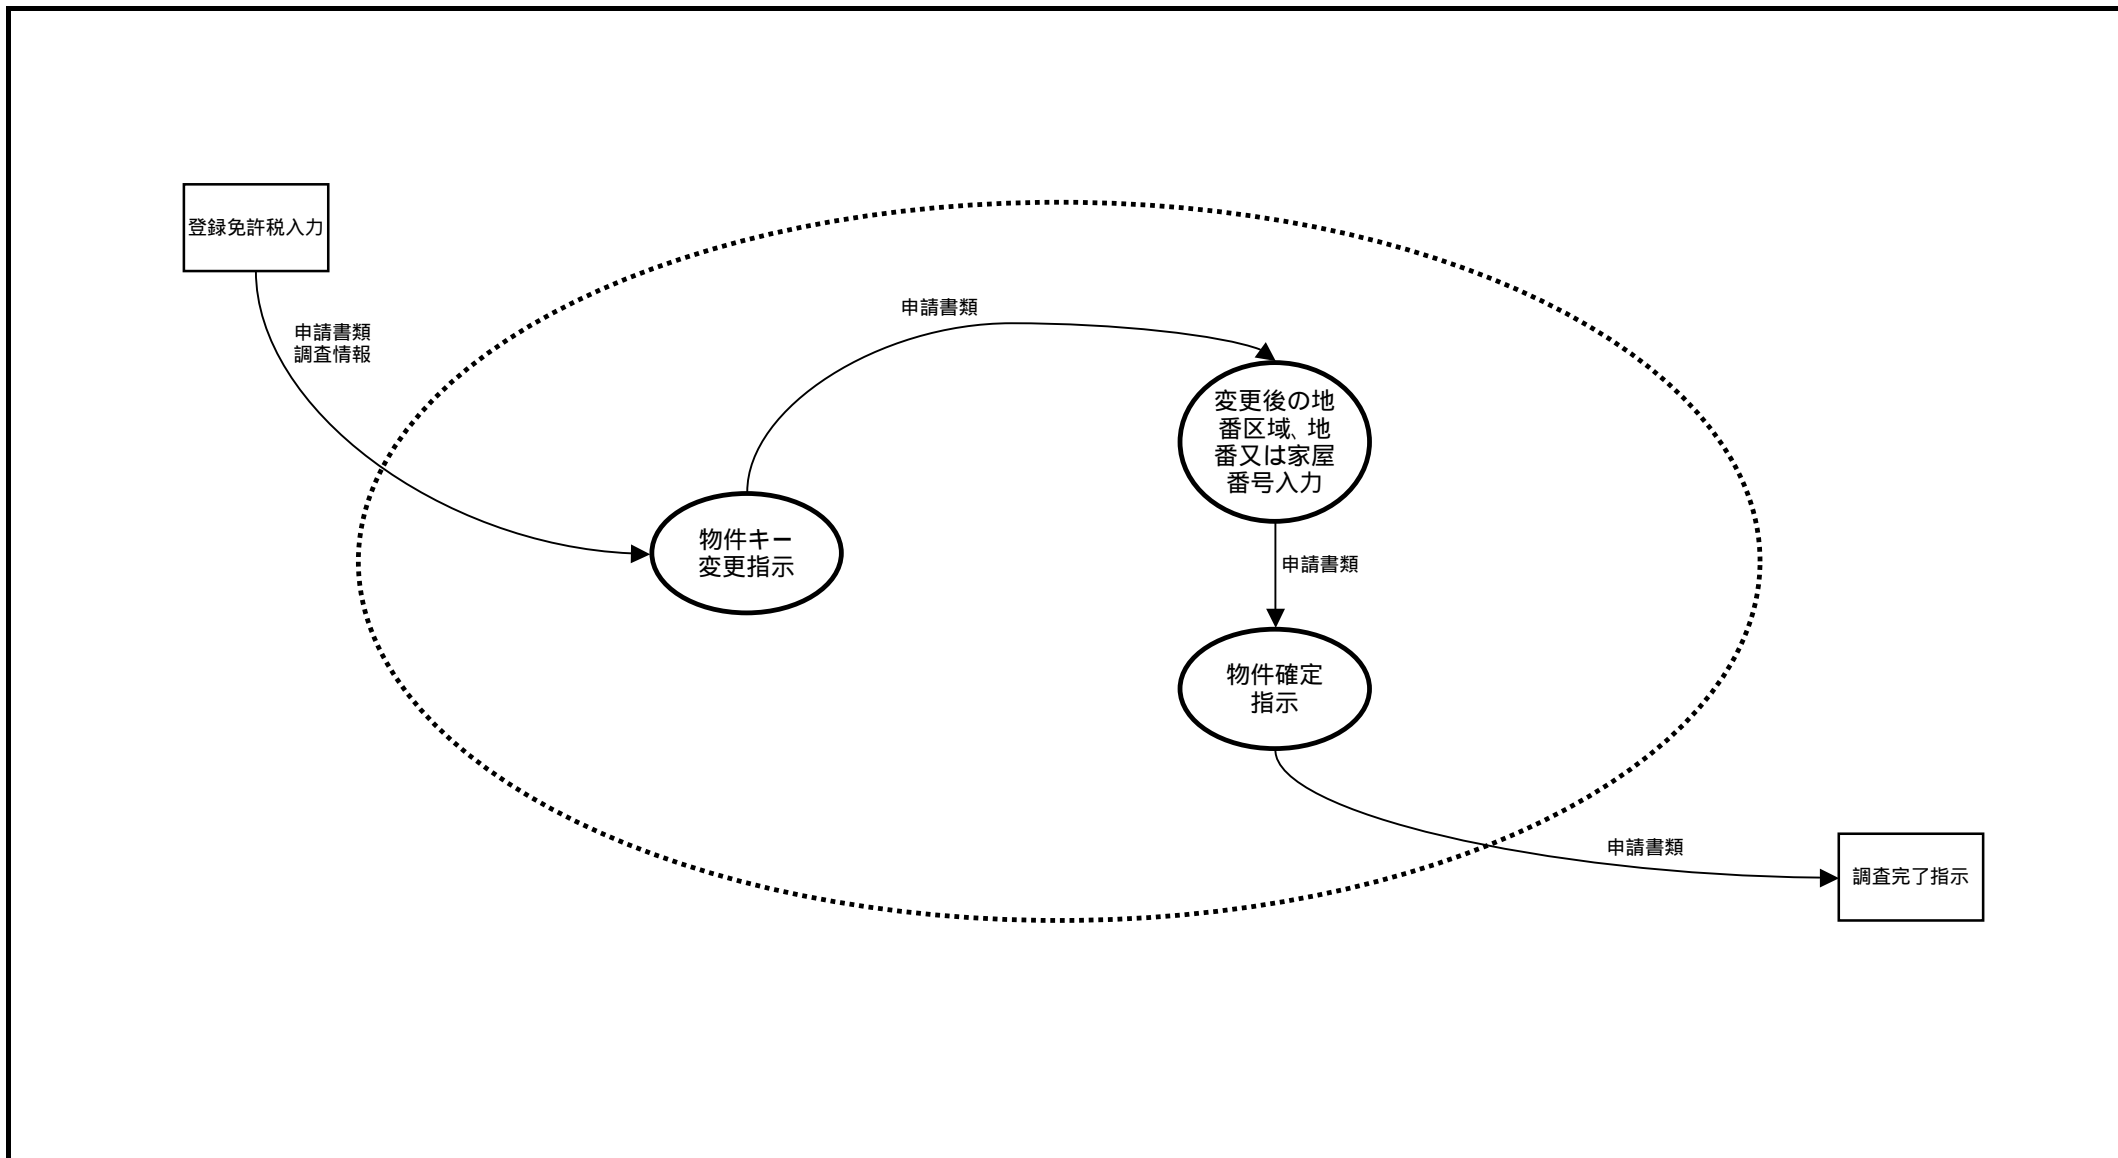 登録免許税入力
申請書類
調査情報
申請書類
変更後の地
番区域、地
番又は家屋
番号入力
物件キー
変更指示
申請書類
物件確定
指示
申請書類
調査完了指示